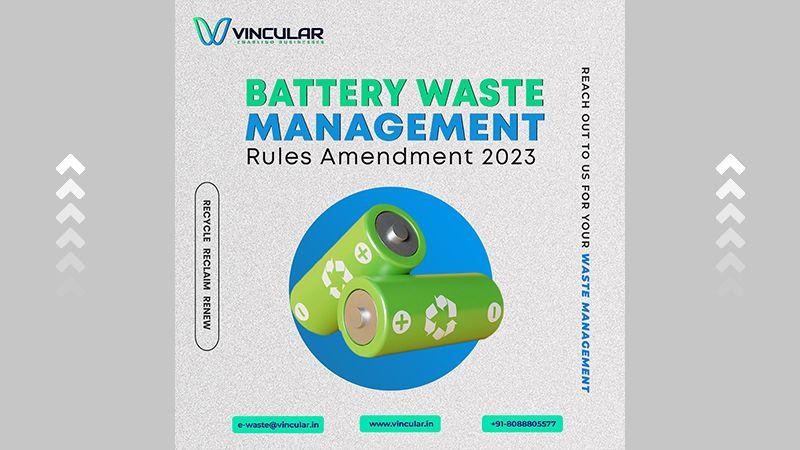 VINCULAR
ENABLING BUSINESSES
BATTERY WASTE
MANAGEMENT
Rules Amendment 2023
RECYCLE RECLAIM RENEW
REACH OUT TO US FOR YOUR WASTE MANAGEMENT
e-waste@vincular.in
www.vincular.in
+91-8088805577